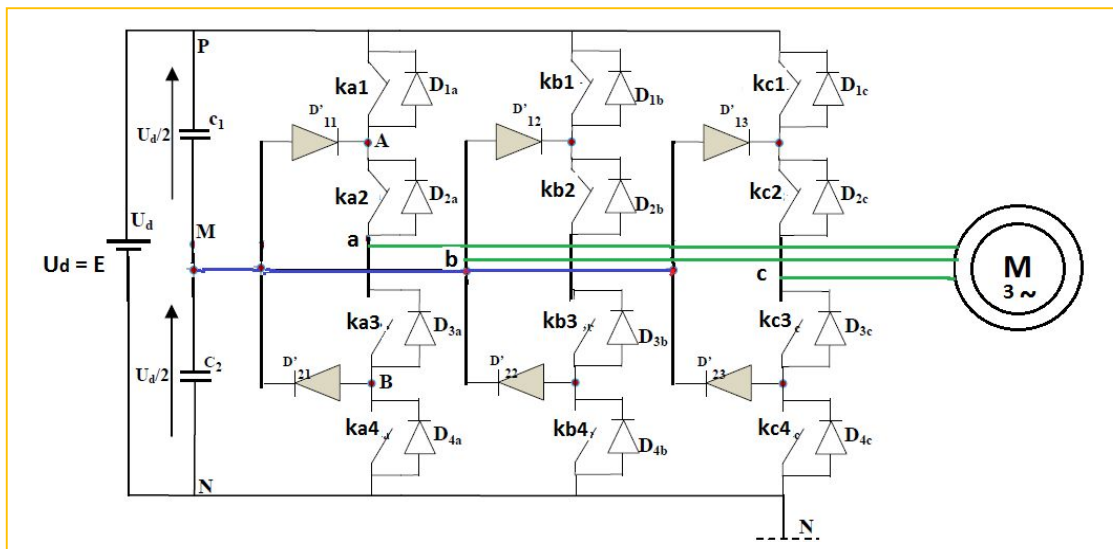 P
ka1
D1a
kb1
D1b
kc1
D1c
Ud/2
c1
D'11
A
D'12
D'13
ka2
D2a
kb2
D2b
kc2
D2c
Ud
M
a
b
c
Ud = E
M
3 ~
ka3
D3a
kb3
D3b
kc3
D3c
Ud/2
C2
D'21
B
D'22
D'23
ka4
D4a
kb4
D4b
kc4
D4c
N
N